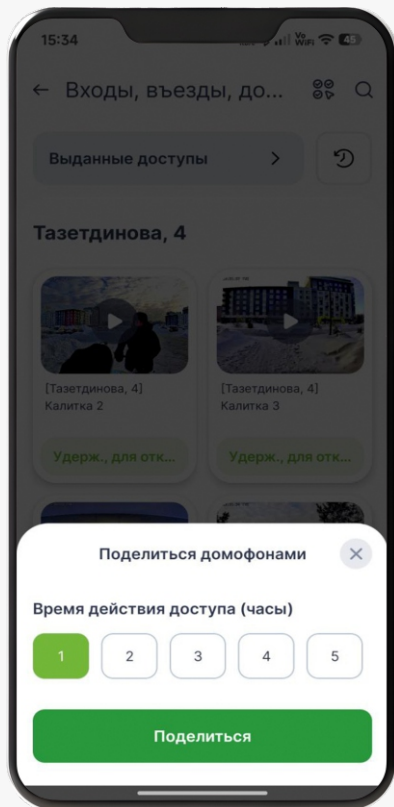 15:34
Vo
WiFi
45
Входы, въезды, до...
Выданные доступы
Тазетдинова, 4
[Тазетдинова, 4]
Калитка 2
[Тазетдинова, 4]
Калитка 3
Удерж., для отк...
Удерж., для отк...
Поделиться домофонами
Время действия доступа (часы)
1 2 3 4 5
Поделиться